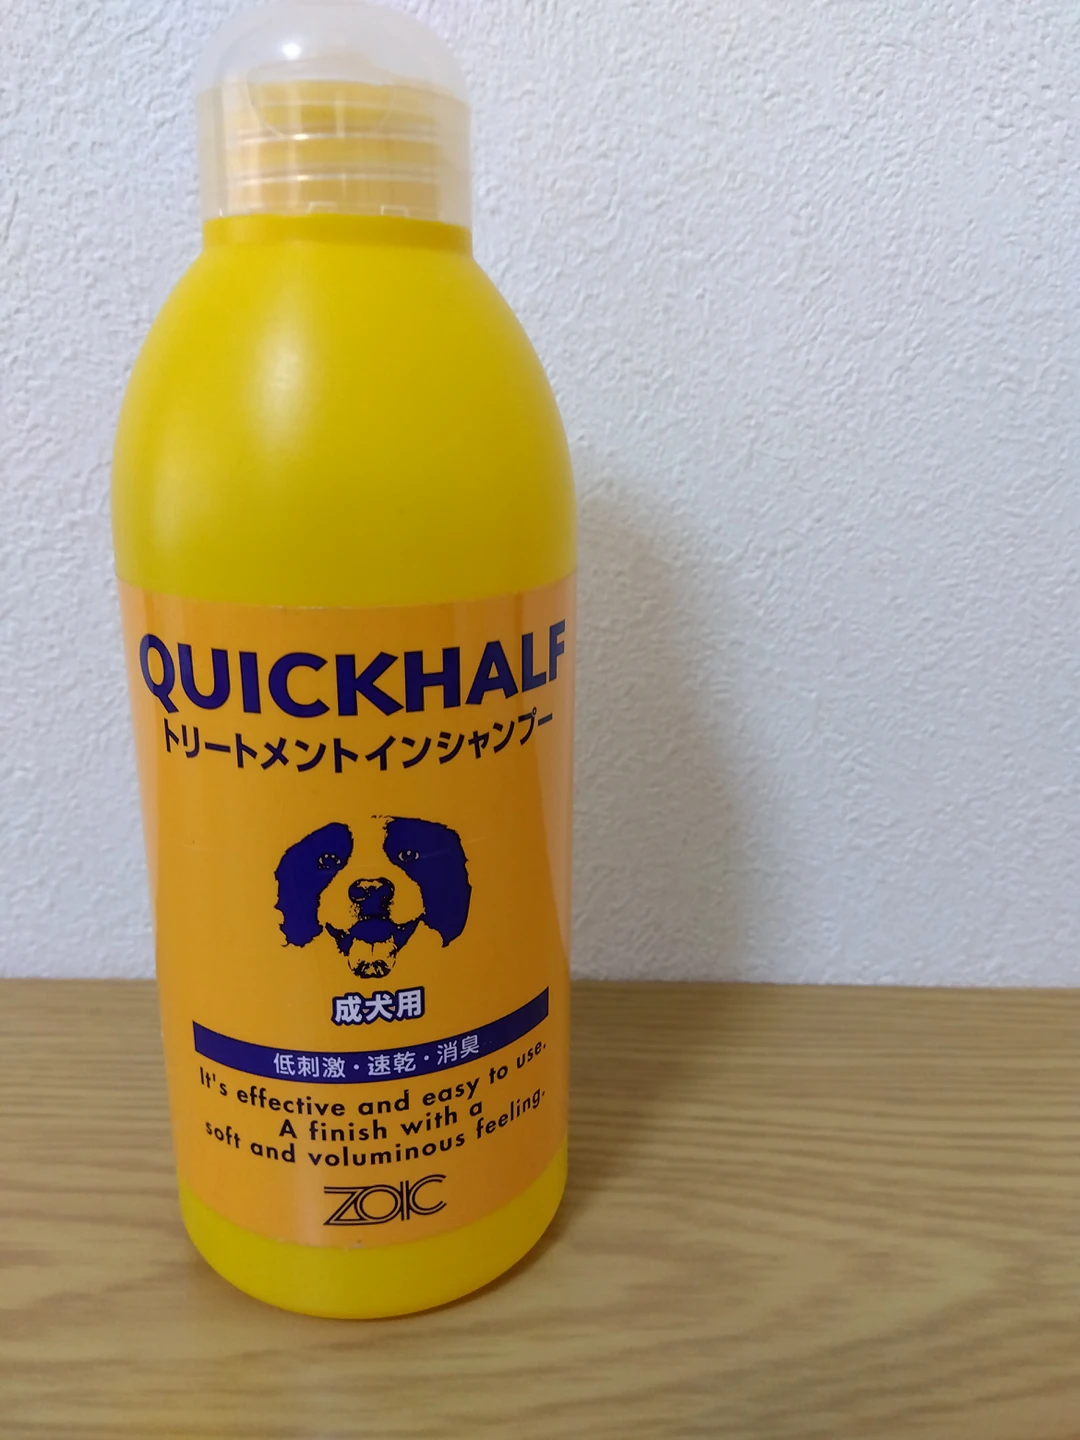 QUICKHALF
トリートメントインシャンプー
成犬用
低刺激・速乾・消臭
It's effective and easy to use.
A finish with a
soft and voluminous feeling.
ZOIC